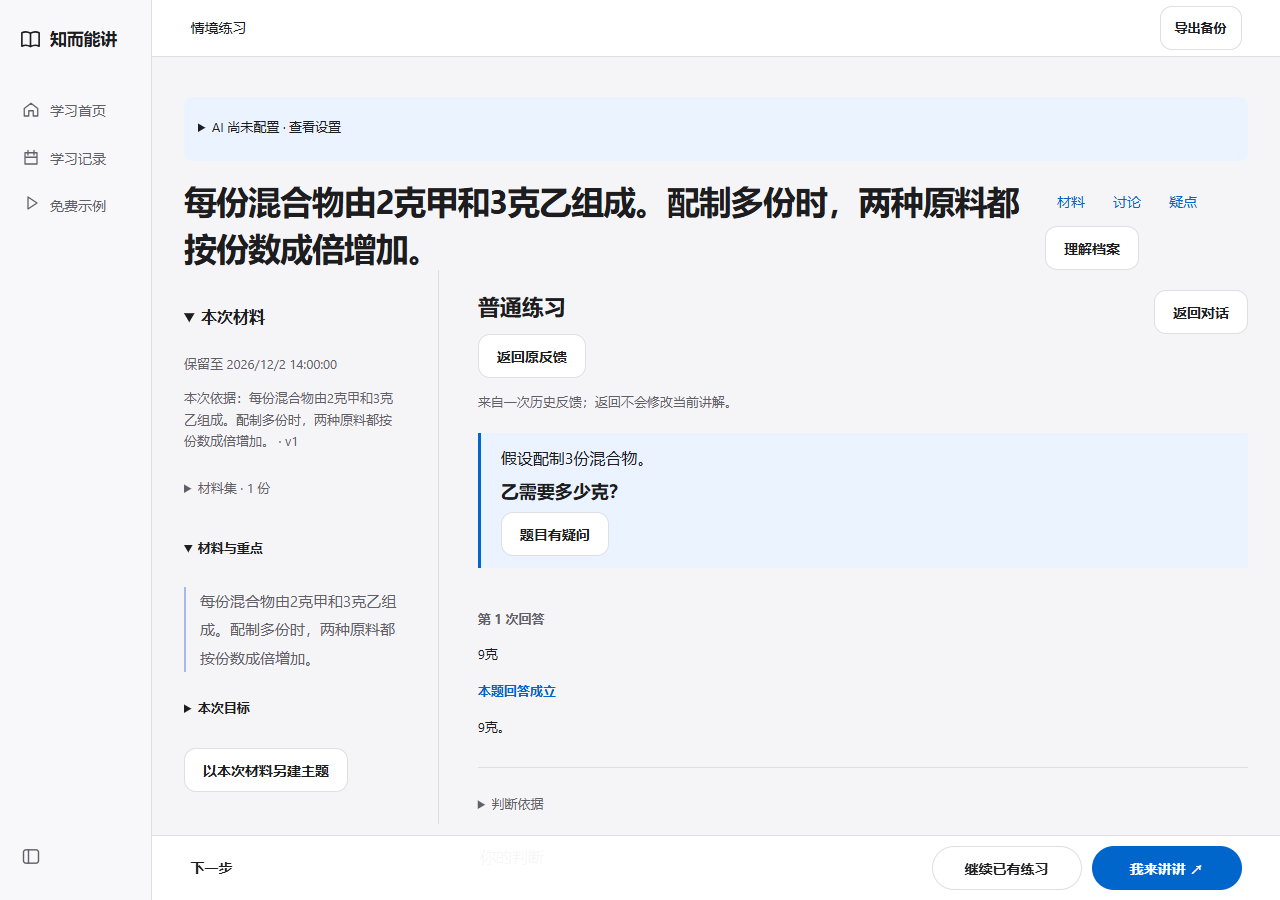 知而能讲
学习首页
学习记录
免费示例
情境练习
导出备份
AI 尚未配置 · 查看设置
每份混合物由2克甲和3克乙组成。配制多份时，两种原料都
按份数成倍增加。
材料
讨论
疑点
理解档案
本次材料
保留至 2026/12/2 14:00:00
本次依据：每份混合物由2克甲和3克
乙组成。配制多份时，两种原料都按
份数成倍增加。 · v1
材料集 · 1 份
材料与重点
每份混合物由2克甲和3克乙组
成。配制多份时，两种原料都
按份数成倍增加。
本次目标
以本次材料另建主题
普通练习
返回对话
返回原反馈
来自一次历史反馈；返回不会修改当前讲解。
假设配制3份混合物。
乙需要多少克？
题目有疑问
第 1 次回答
9克
本题回答成立
9克。
判断依据
你的判断
下一步
继续已有练习
我来讲讲 ↗